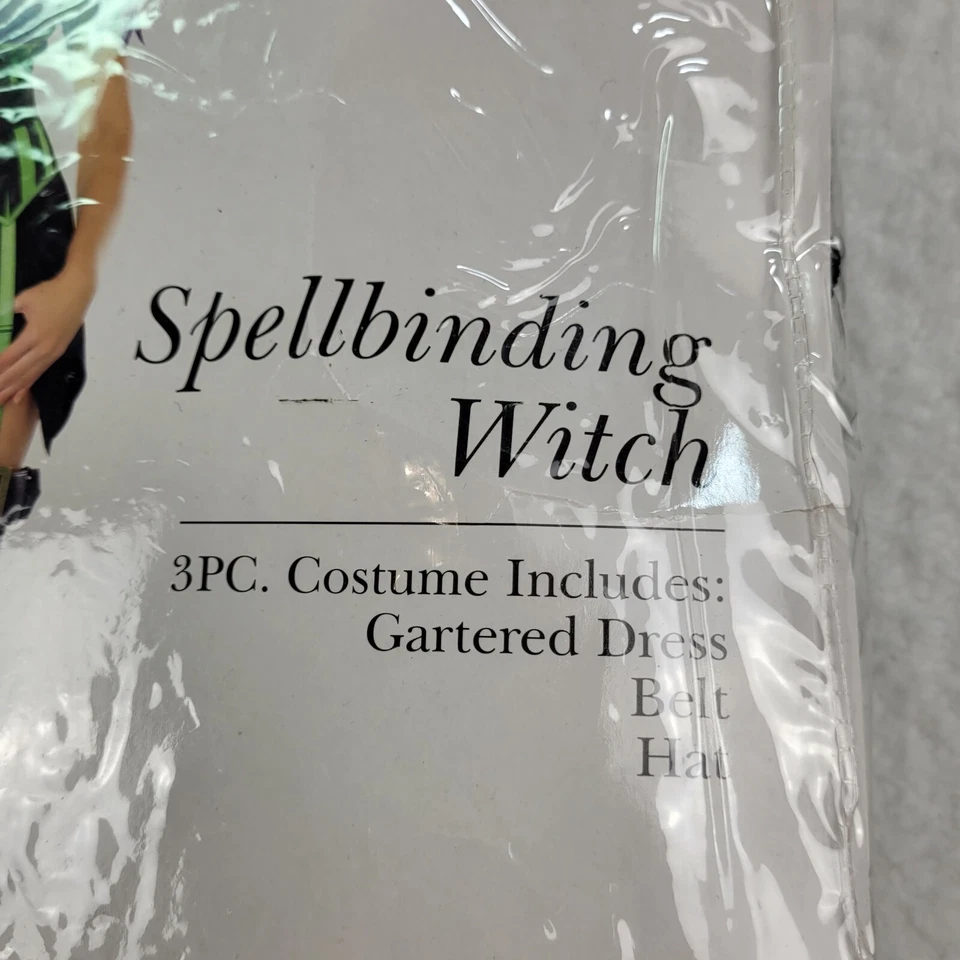 Spellbinding
Witch
3PC. Costume Includes:
Gartered Dress
Belt
Hat